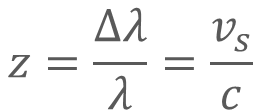 z = Δλ/λ = v_s/c